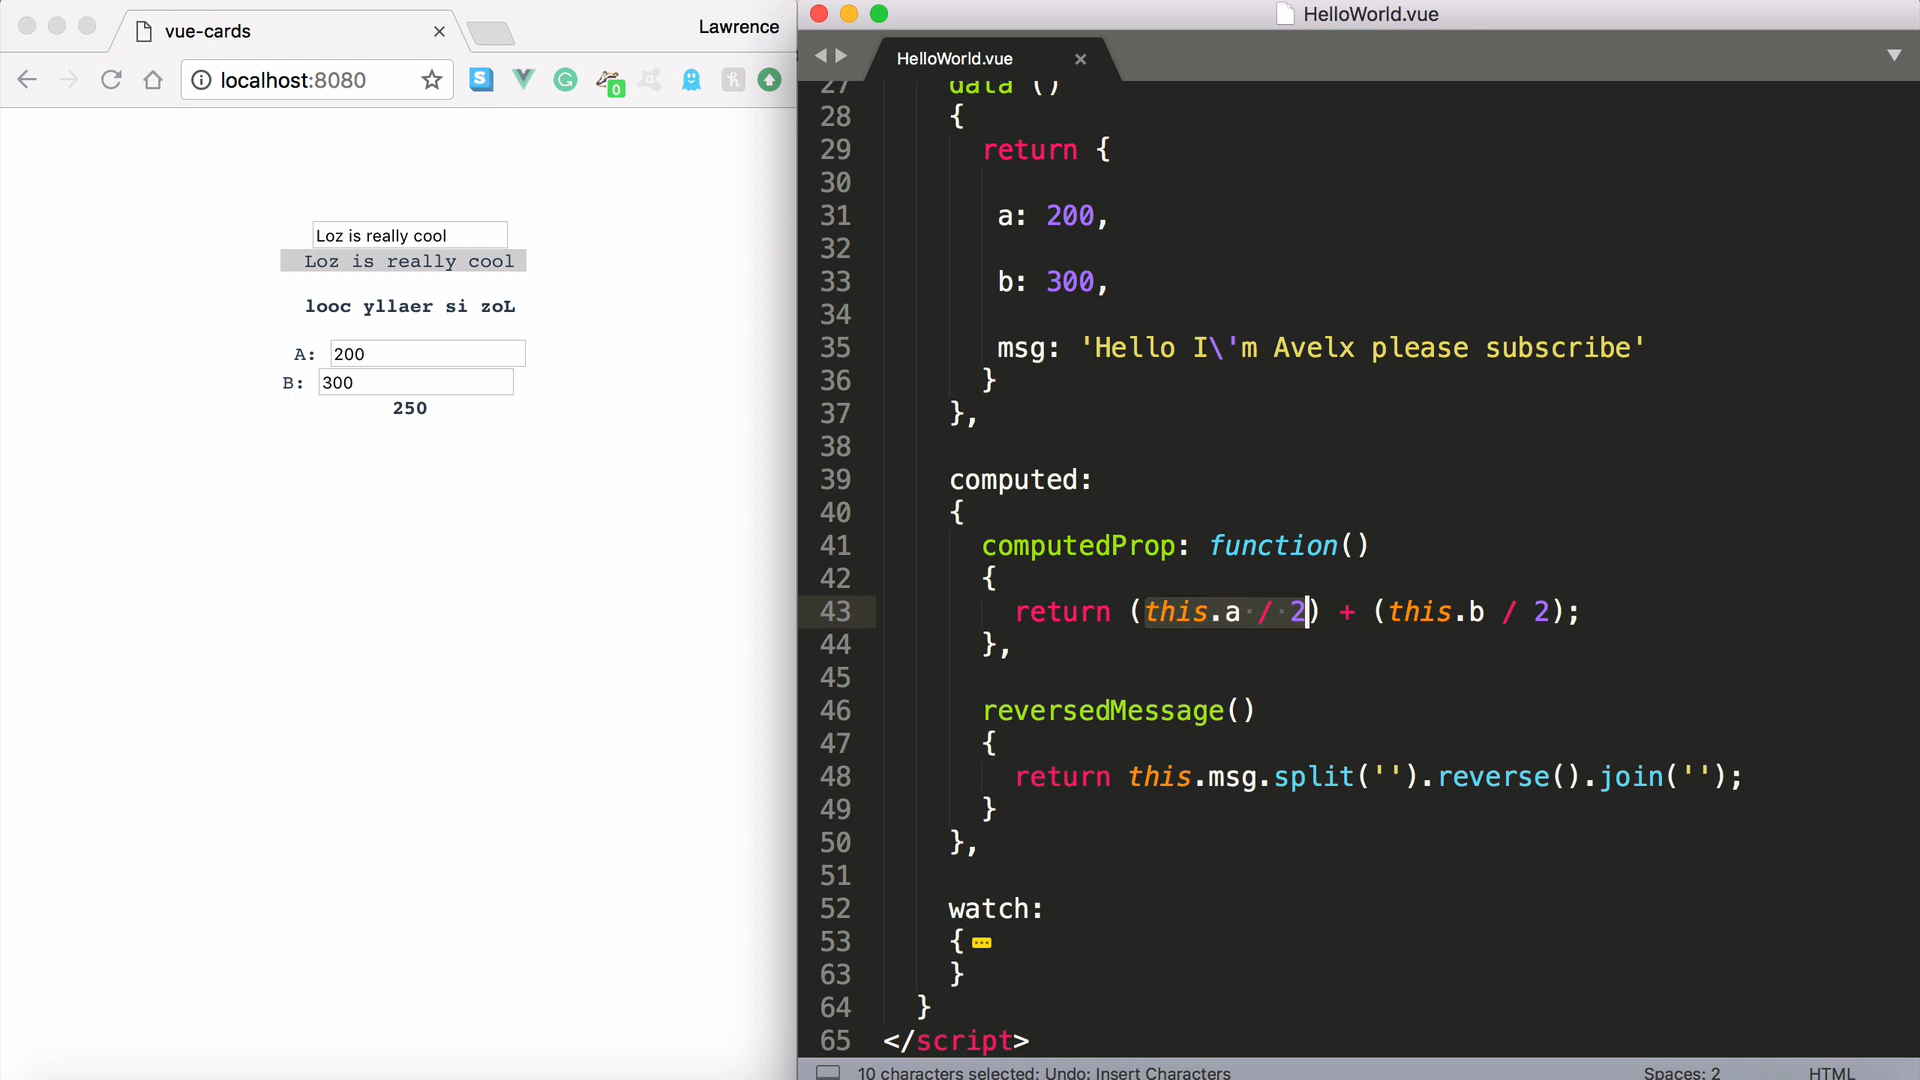 vue-cards
Lawrence
localhost:8080
0
Loz is really cool
Loz is really cool
looc yllaer si zoL
A: 200
B: 300
250
HelloWorld.vue
HelloWorld.vue
27 data ()
28 {
29 return {
30
31 a: 200,
32
33 b: 300,
34
35 msg: 'Hello I\'m Avelx please subscribe'
36 }
37 },
38
39 computed:
40 {
41 computedProp: function()
42 {
43 return (this.a / 2) + (this.b / 2);
44 },
45
46 reversedMessage()
47 {
48 return this.msg.split('').reverse().join('');
49 }
50 },
51
52 watch:
53 {
63 }
64 }
65 </script>
10 characters selected; Undo: Insert Characters
Spaces: 2
HTML